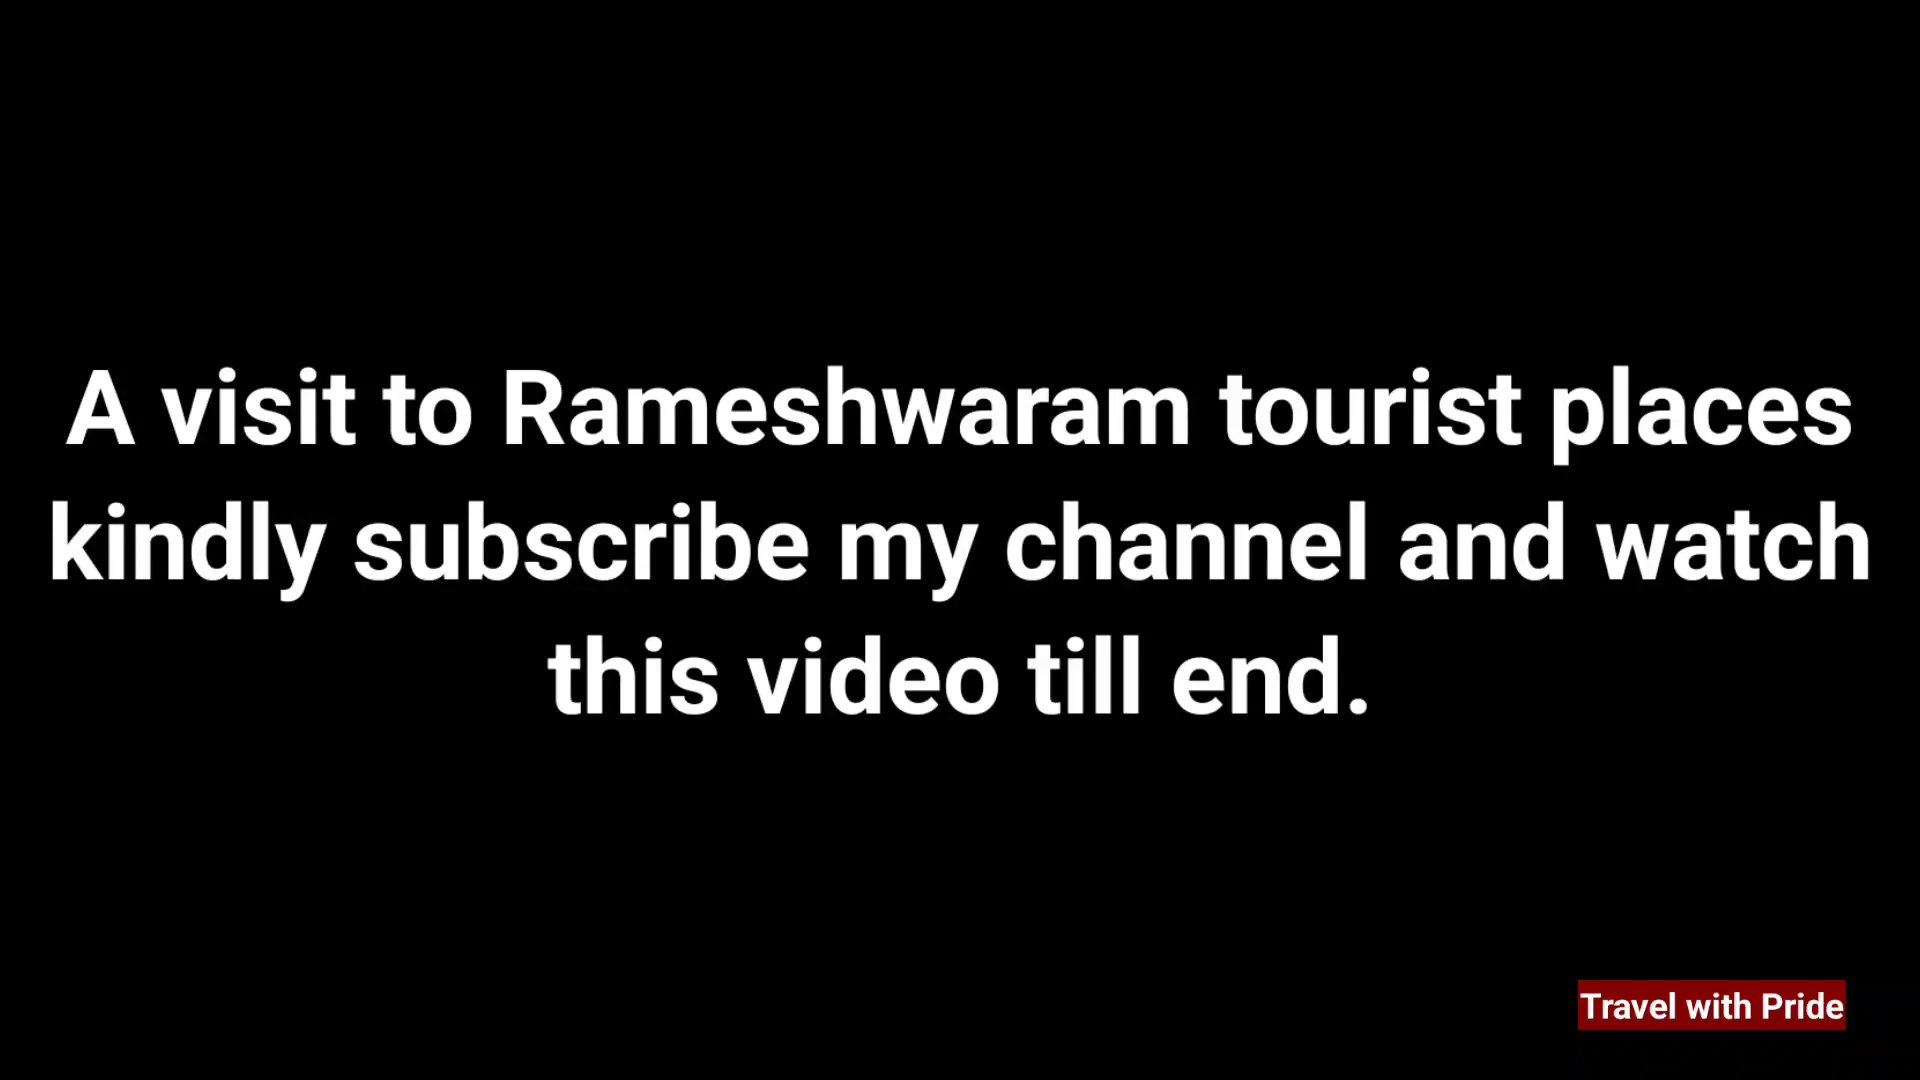 A visit to Rameshwaram tourist places
kindly subscribe my channel and watch
this video till end.
Travel with Pride